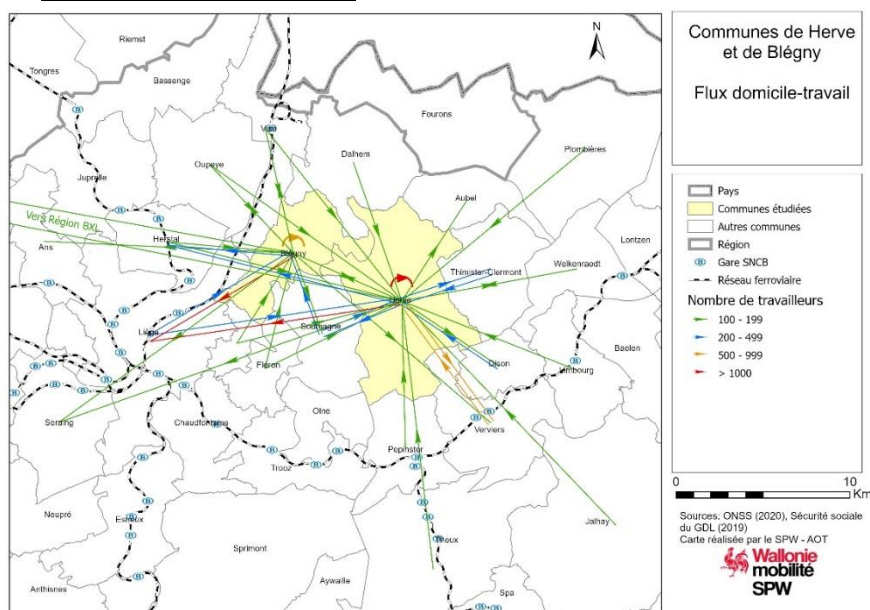 Communes de Herve
et de Blégny
Flux domicile-travail
N
Riemst
Tongres
Bassenge
Fourons
Visé
Plombières
Oupeye
Dalhem
Juprelle
Aubel
Vers Région BXL
Herstal
Ans
Blégny
Lontzen
Welkenraedt
Thimister-Clermont
Herve
Liège
Soumagne
Baelen
Fléron
Dison
Limbourg
Olne
Seraing
Chaudfontaine
Verviers
Pepinster
Trooz
Neupré
Esneux
Jalhay
Theux
Sprimont
Anthisnes
Aywaille
Spa
Pays
Communes étudiées
Autres communes
Région
B Gare SNCB
Réseau ferroviaire
Nombre de travailleurs
100 - 199
200 - 499
500 - 999
> 1000
0 10
Km
Sources: ONSS (2020), Sécurité sociale
du GDL (2019)
Carte réalisée par le SPW - AOT
Wallonie
mobilité
SPW